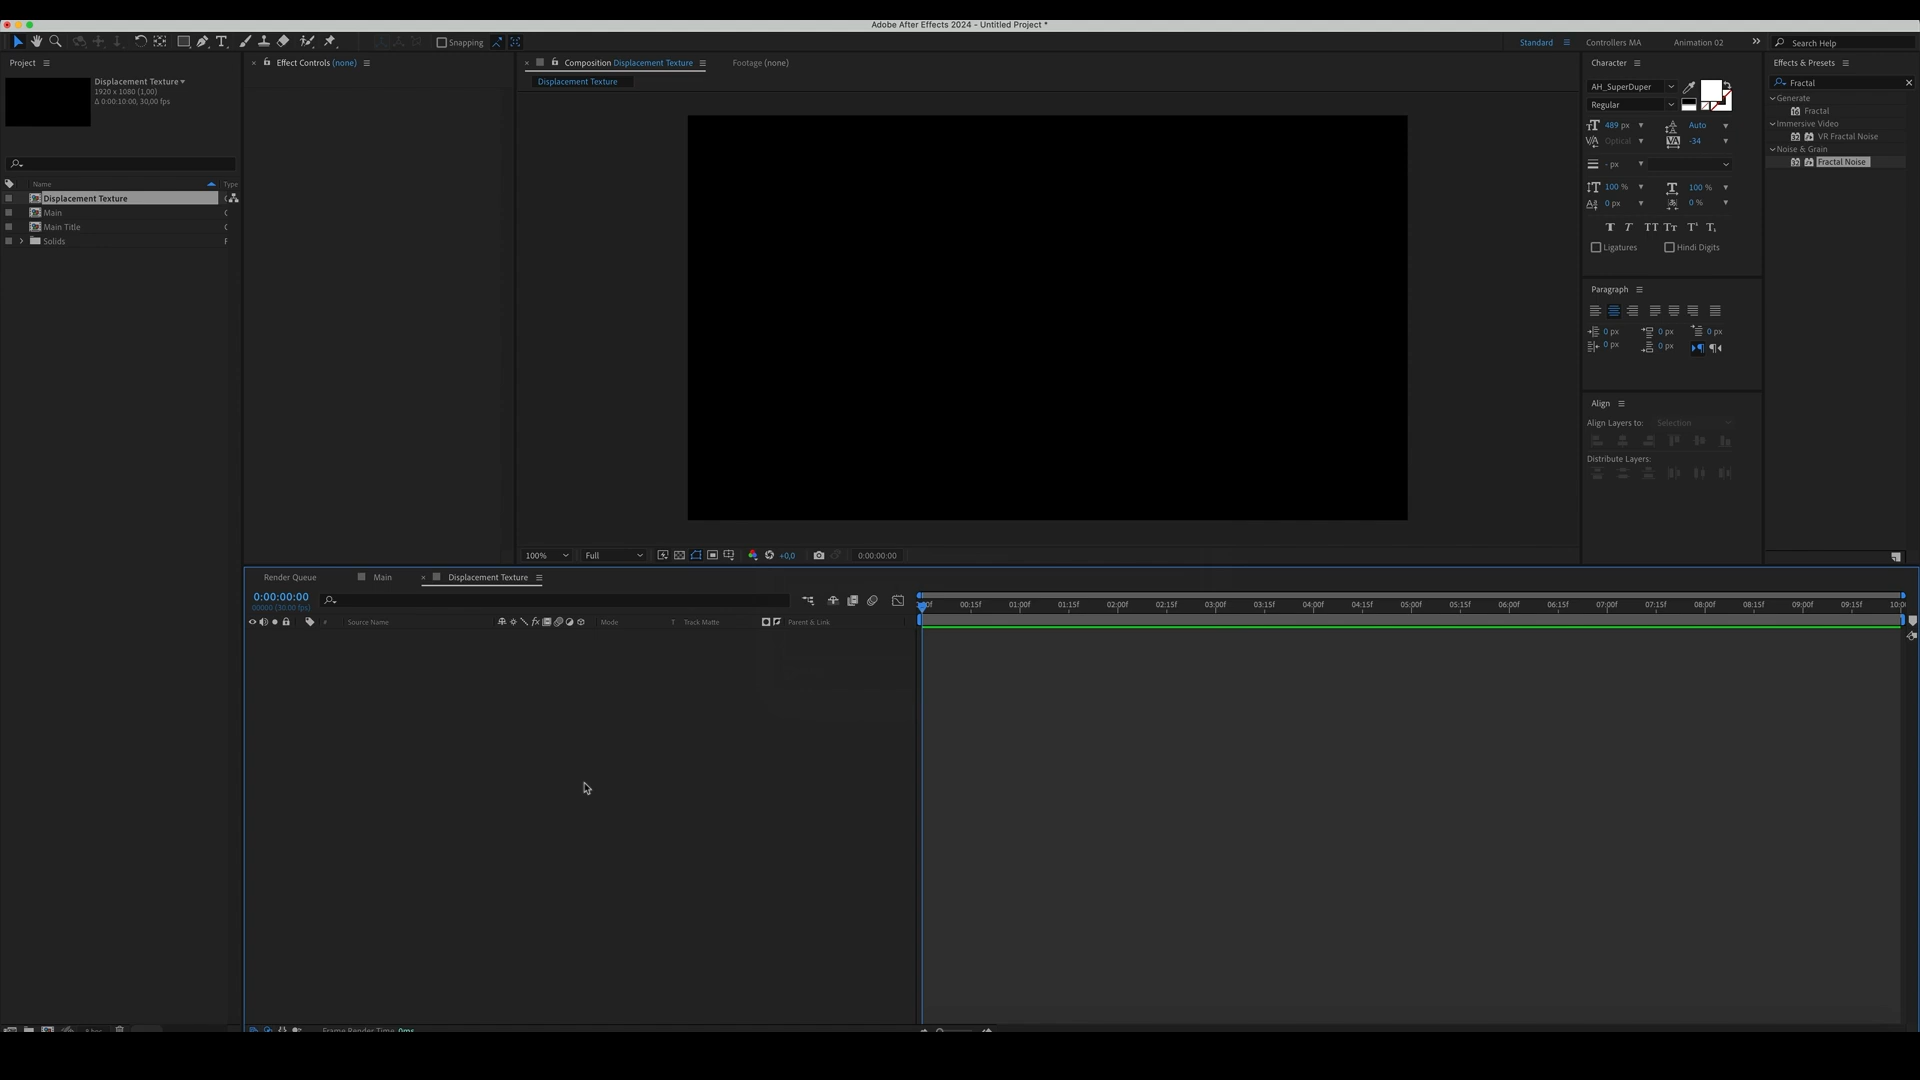 Adobe After Effects 2024 - Untitled Project *
Snapping
Standard
Controllers MA
Animation 02
Search Help
Project
Displacement Texture
1920 x 1080 (1,00)
Δ 0:00:10:00, 30,00 fps
Name
Type
Displacement Texture
Main
Main Title
Solids
Effect Controls (none)
Composition Displacement Texture
Footage (none)
Displacement Texture
100%
Full
+0,0
0:00:00:00
Character
AH_SuperDuper
Regular
489 px
Auto
Optical
-34
- px
100 %
100 %
0 px
0 %
Ligatures
Hindi Digits
Paragraph
0 px
0 px
0 px
0 px
0 px
Align
Align Layers to:
Selection
Distribute Layers:
Effects & Presets
Fractal
Generate
Fractal
Immersive Video
VR Fractal Noise
Noise & Grain
Fractal Noise
Render Queue
Main
Displacement Texture
0:00:00:00
00000 (30.00 fps)
#
Source Name
Mode
T
Track Matte
Parent & Link
00:15f
01:00f
01:15f
02:00f
02:15f
03:00f
03:15f
04:00f
04:15f
05:00f
05:15f
06:00f
06:15f
07:00f
07:15f
08:00f
08:15f
09:00f
09:15f
10:0
Frame Render Time 0ms